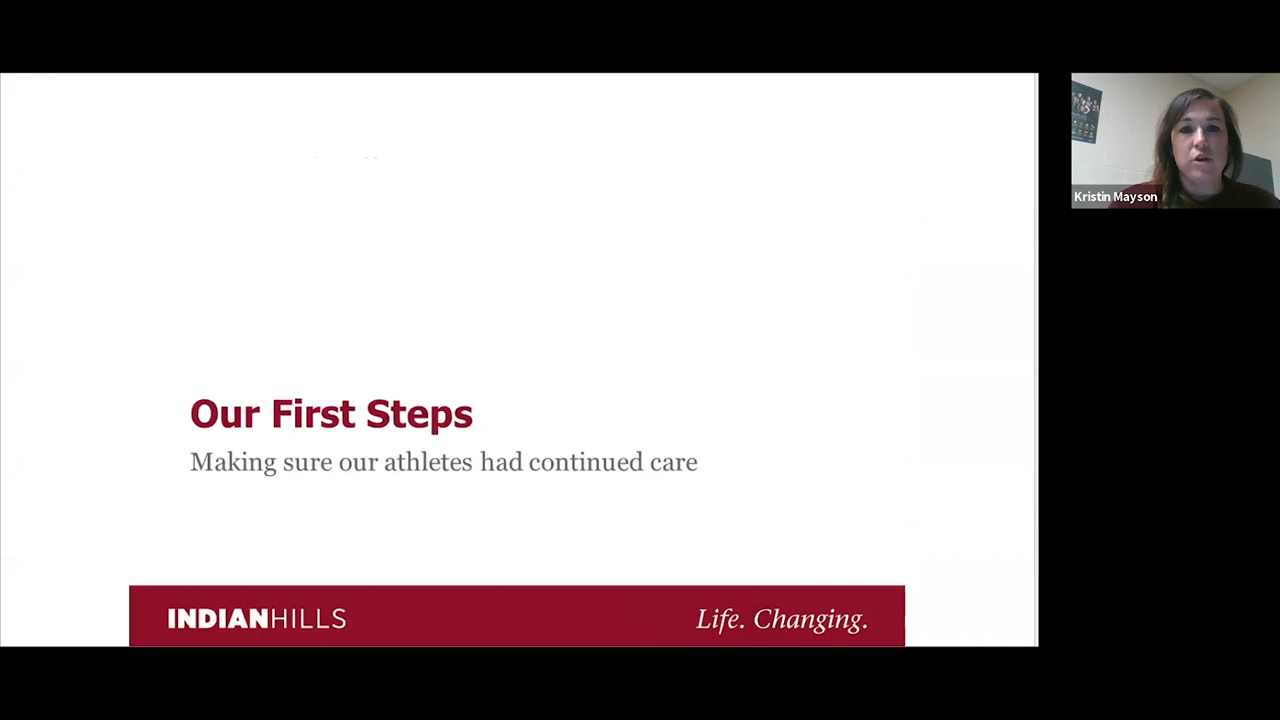 Our First Steps
Making sure our athletes had continued care
INDIANHILLS
Life. Changing.
Kristin Mayson